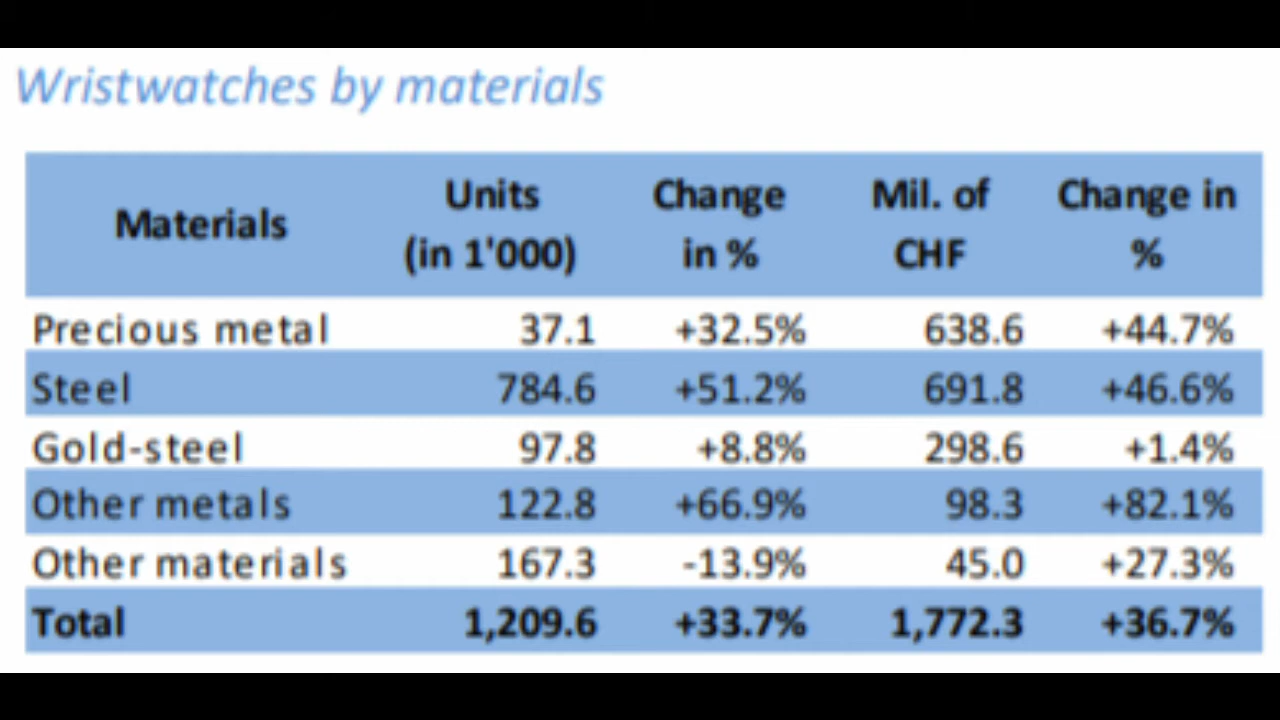 Wristwatches by materials
Materials Units (in 1'000) Change in % Mil. of CHF Change in %
Precious metal 37.1 +32.5% 638.6 +44.7%
Steel 784.6 +51.2% 691.8 +46.6%
Gold-steel 97.8 +8.8% 298.6 +1.4%
Other metals 122.8 +66.9% 98.3 +82.1%
Other materials 167.3 -13.9% 45.0 +27.3%
Total 1,209.6 +33.7% 1,772.3 +36.7%